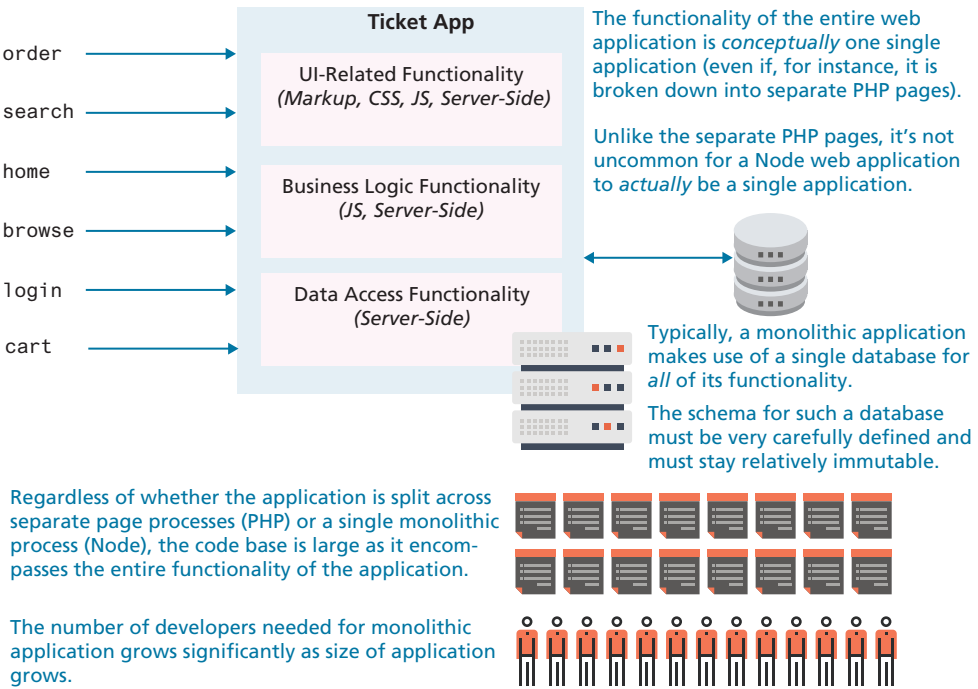 Ticket App
order
search
home
browse
login
cart
UI-Related Functionality
(Markup, CSS, JS, Server-Side)
Business Logic Functionality
(JS, Server-Side)
Data Access Functionality
(Server-Side)
The functionality of the entire web
application is conceptually one single
application (even if, for instance, it is
broken down into separate PHP pages).
Unlike the separate PHP pages, it's not
uncommon for a Node web application
to actually be a single application.
Typically, a monolithic application
makes use of a single database for
all of its functionality.
The schema for such a database
must be very carefully defined and
must stay relatively immutable.
Regardless of whether the application is split across
separate page processes (PHP) or a single monolithic
process (Node), the code base is large as it encom-
passes the entire functionality of the application.
The number of developers needed for monolithic
application grows significantly as size of application
grows.